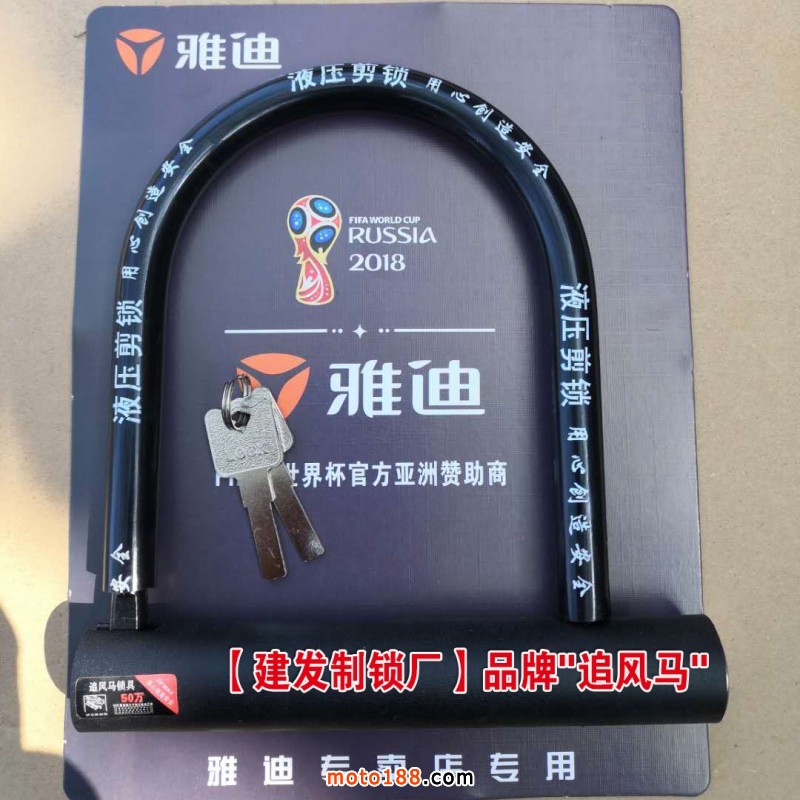 雅迪
液压剪锁 用心创造安全
用心创造安全
液压剪锁
安全
液压剪锁 用心创造安全
FIFA WORLD CUP
RUSSIA
2018
雅迪
LOCK
世界杯官方亚洲赞助商
【建发制锁厂】品牌"追风马"
追风马锁具
50万
雅迪专卖店专用
moto188.com